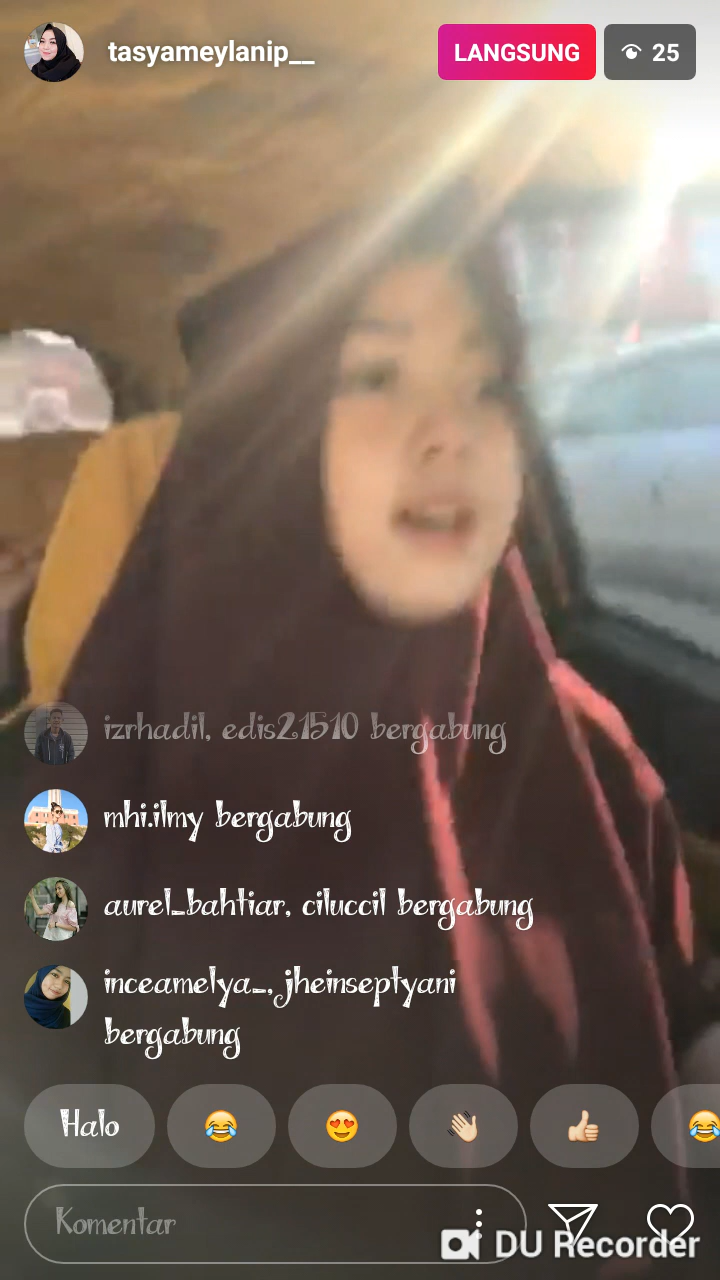 tasyameylanip__
LANGSUNG
25
izrhadil, edis21510 bergabung
mhi.ilmy bergabung
aurel_bahtiar, ciluccil bergabung
inceamelya_, jheinseptyani
bergabung
Halo
Komentar
DU Recorder